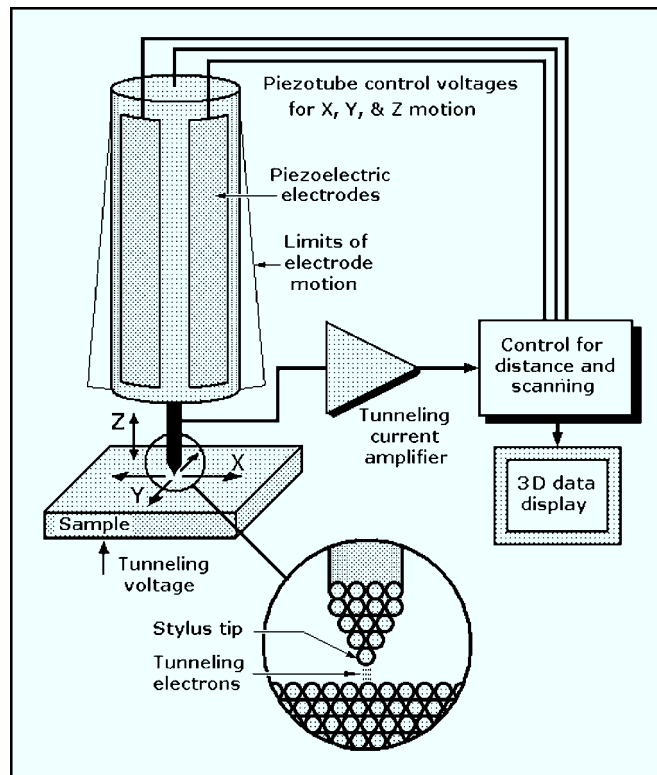 Piezotube control voltages
for X, Y, & Z motion
Piezoelectric
electrodes
Limits of
electrode
motion
Control for
distance and
scanning
Tunneling
current
amplifier
Z
X
Y
3D data
display
Sample
Tunneling
voltage
Stylus tip
Tunneling
electrons